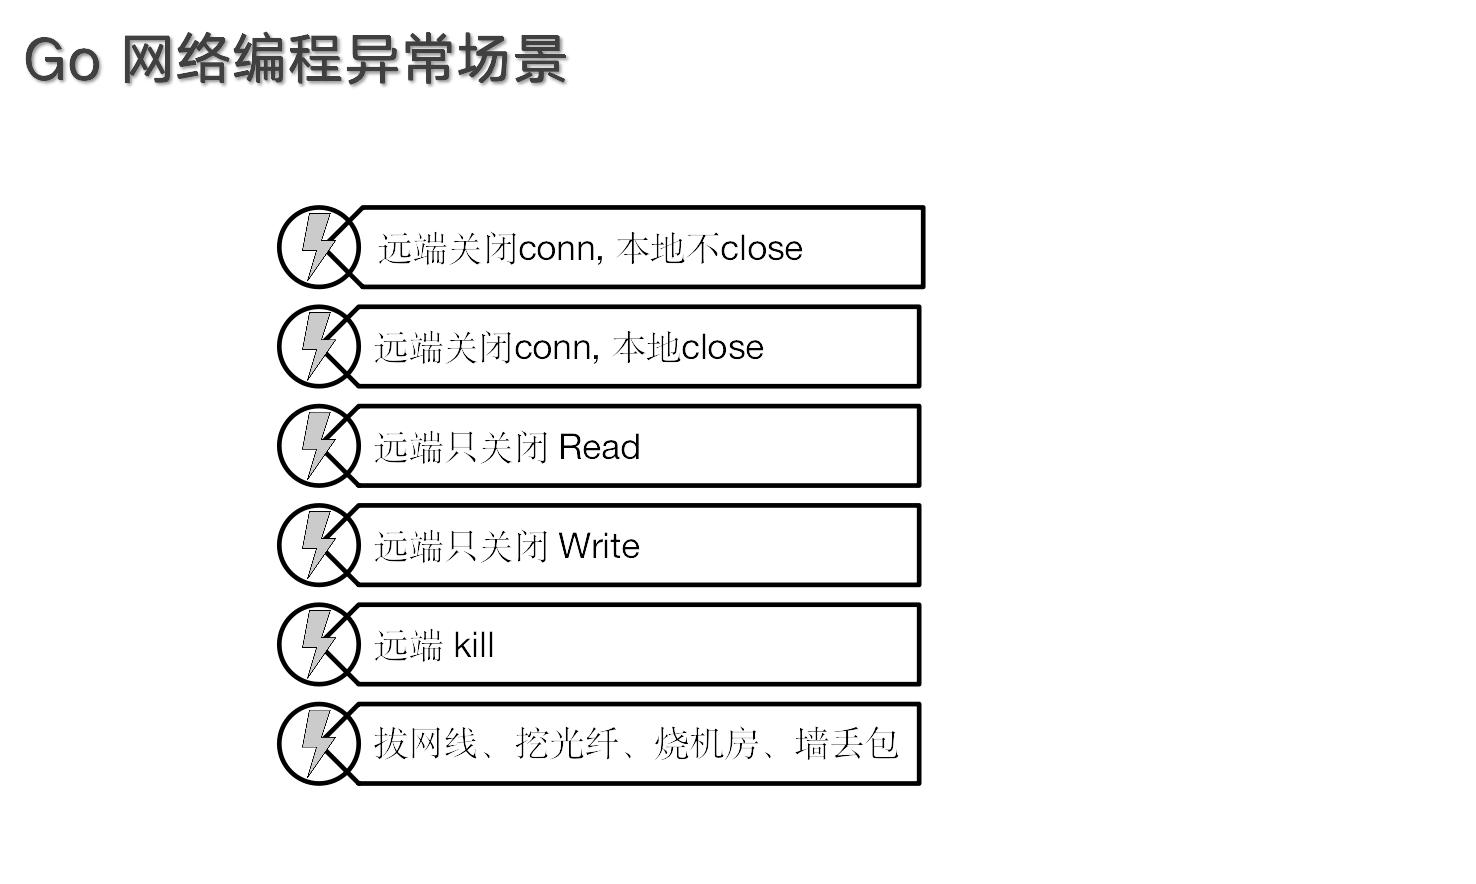 Go 网络编程异常场景
远端关闭conn, 本地不close
远端关闭conn, 本地close
远端只关闭 Read
远端只关闭 Write
远端 kill
拔网线、挖光纤、烧机房、墙丢包